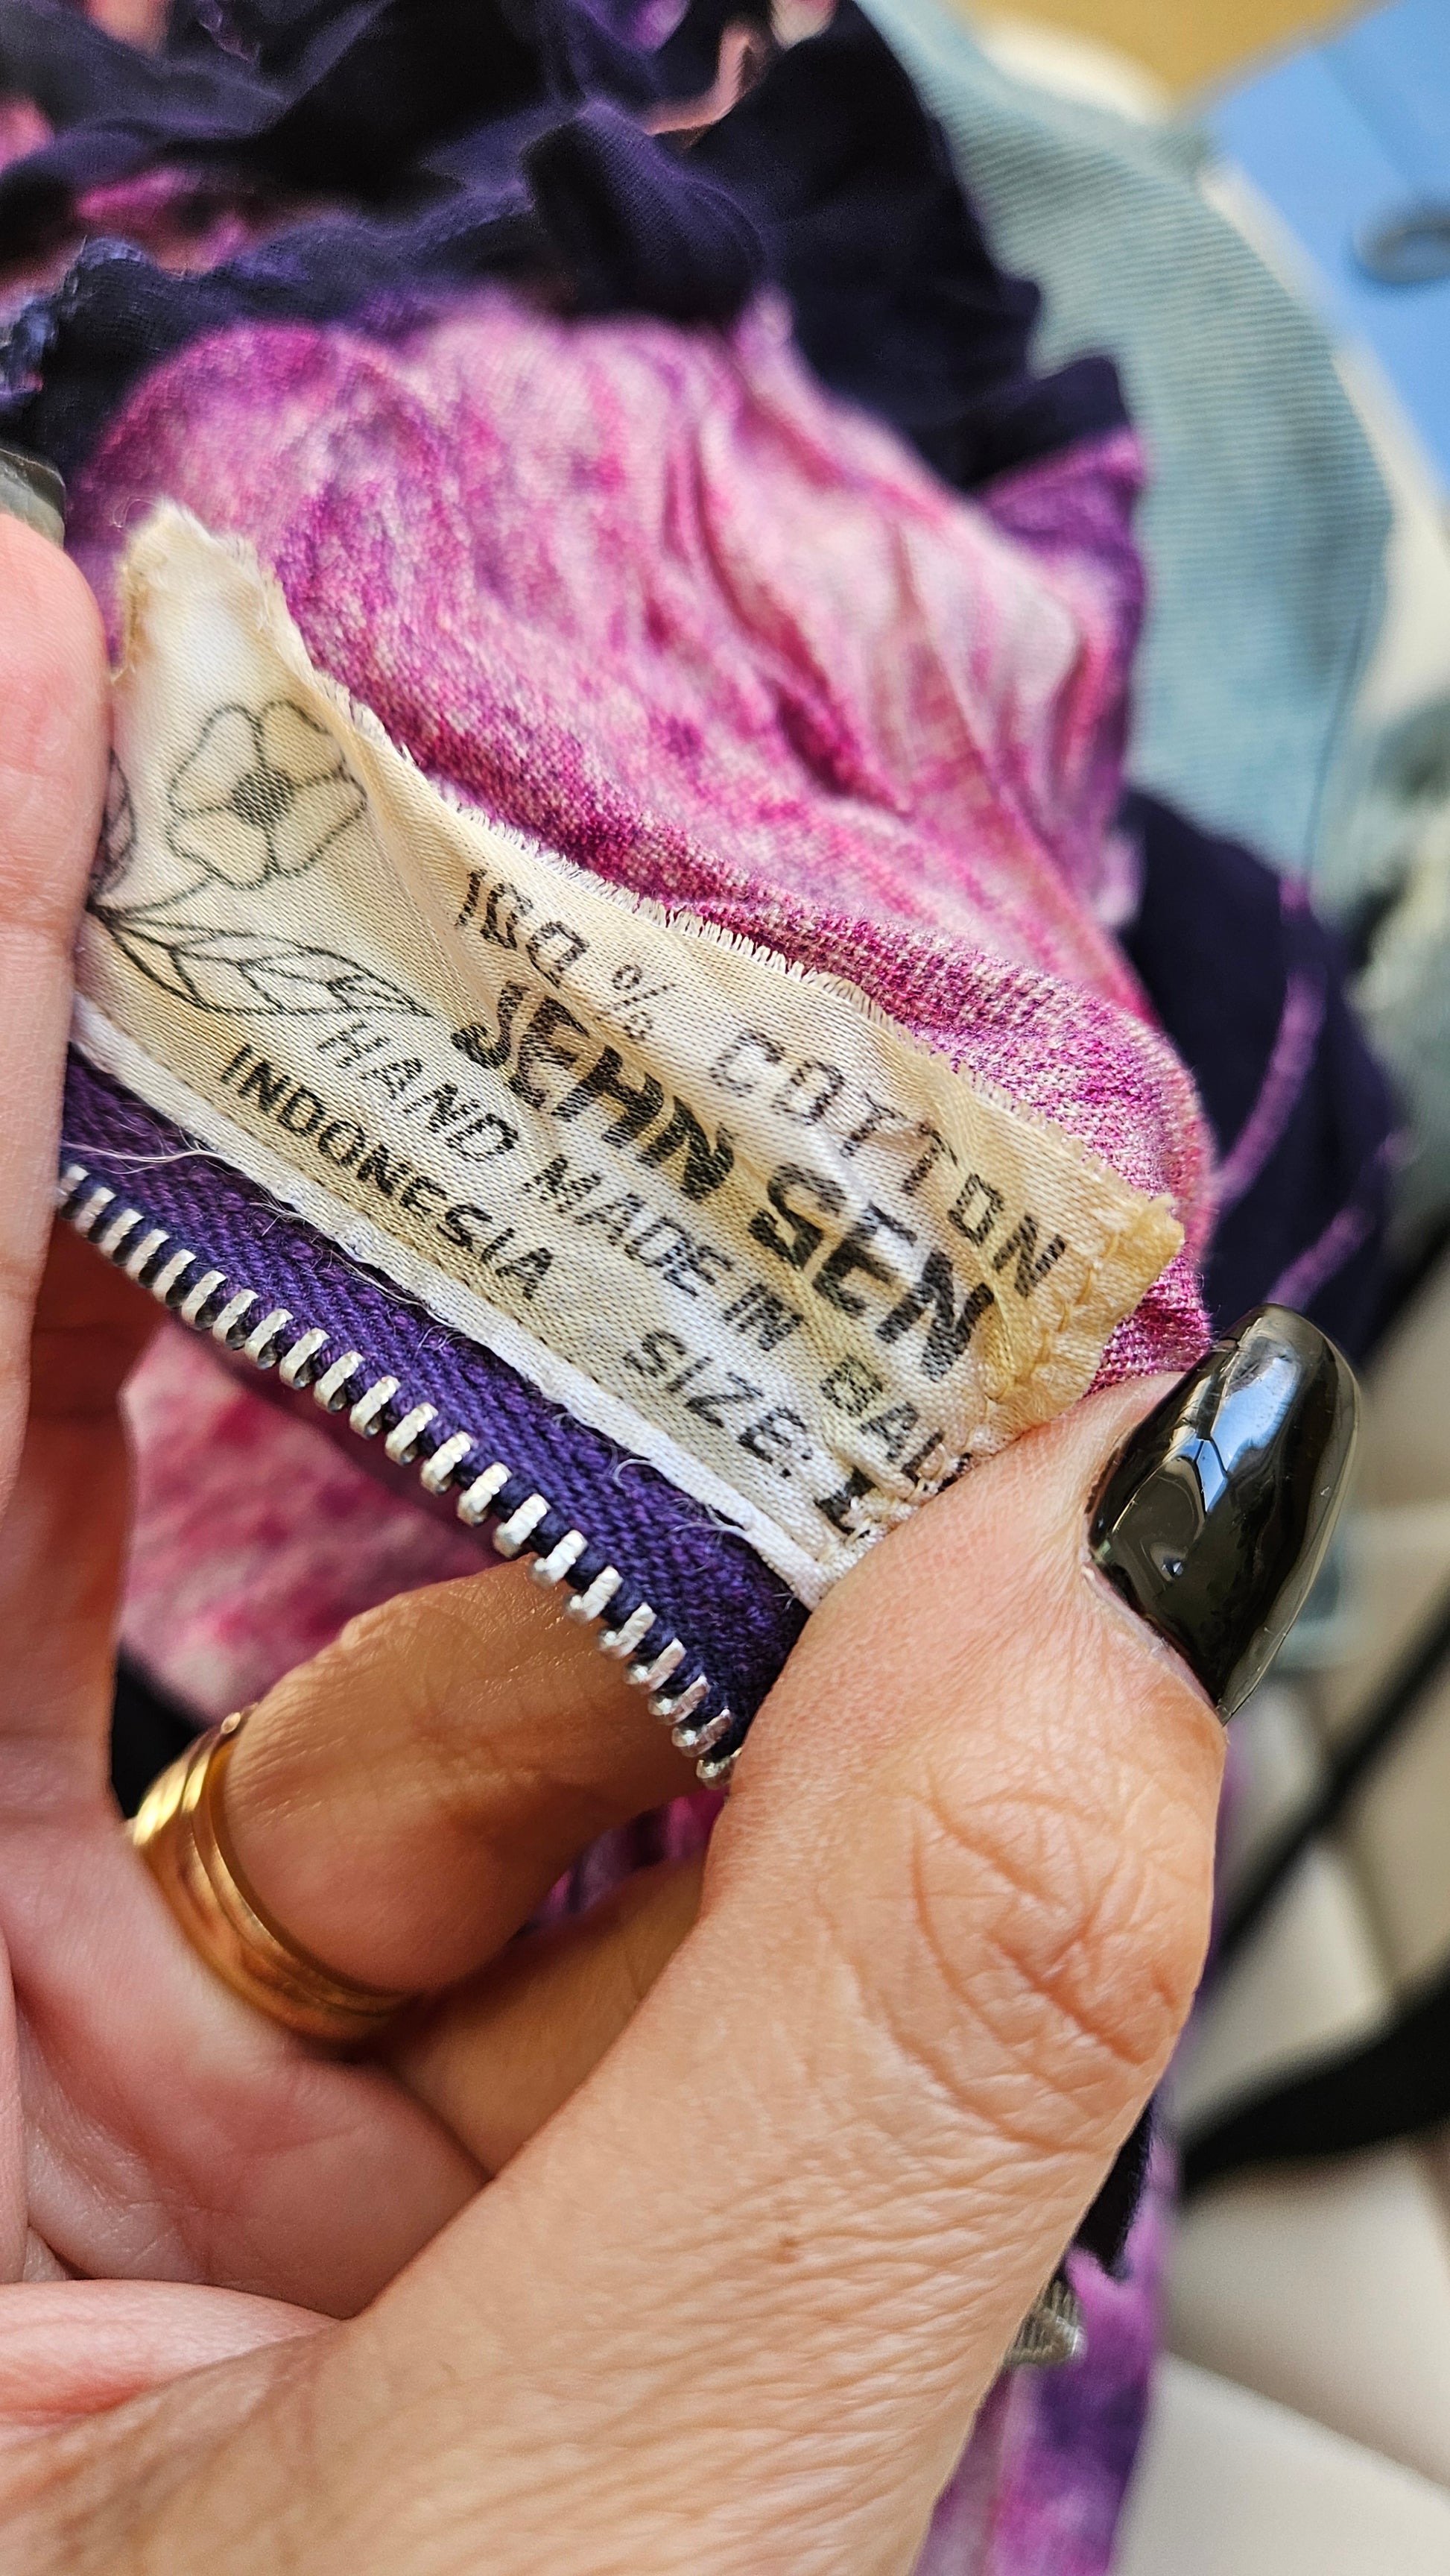 100 % COTTON
JEHN SEN
HAND MADE IN BALI
INDONESIA SIZE: